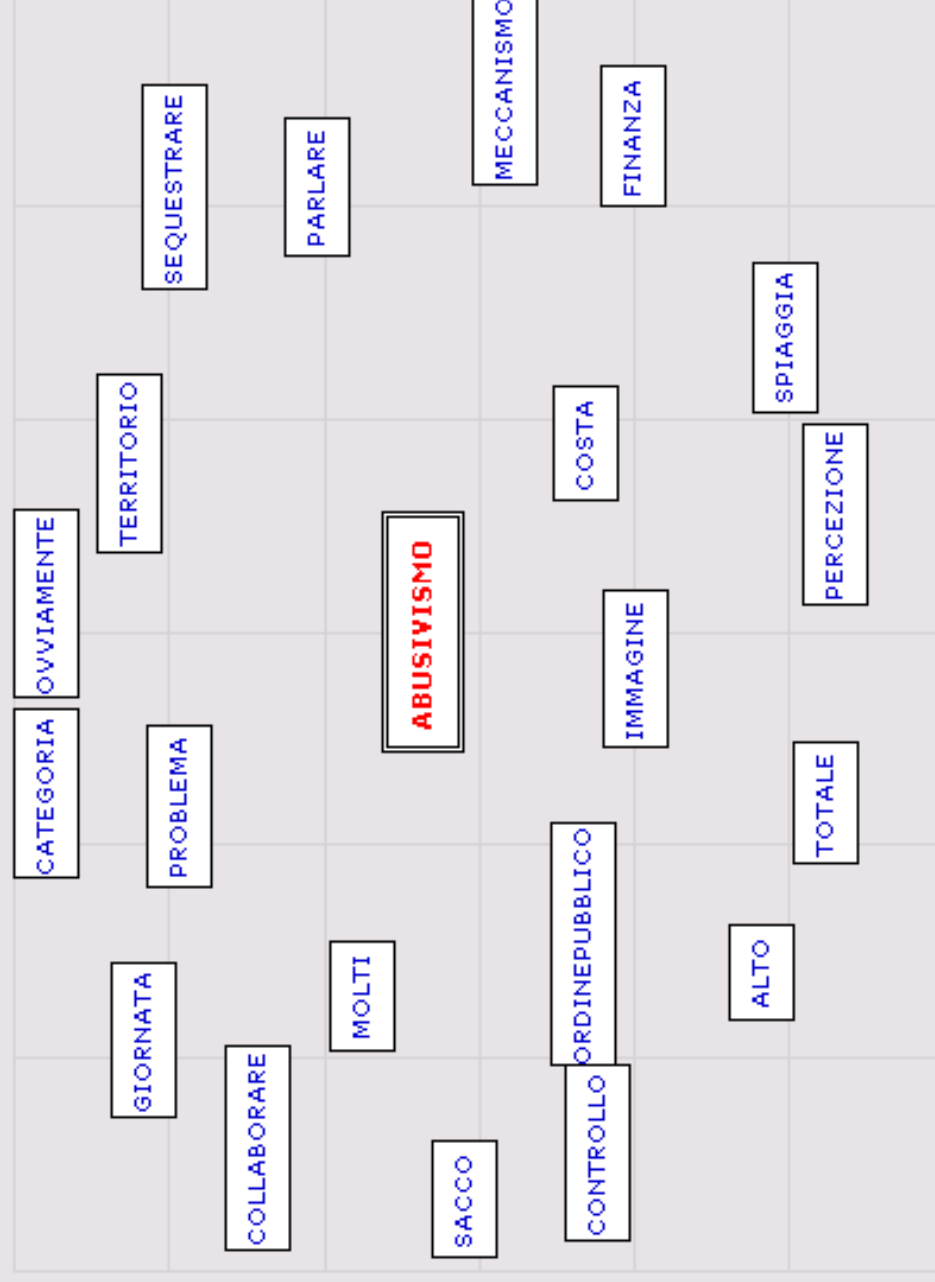 MECCANISMO
SEQUESTRARE
PARLARE
FINANZA
SPIAGGIA
TERRITORIO
COSTA
PERCEZIONE
OVVIAMENTE
ABUSIVISMO
IMMAGINE
CATEGORIA
PROBLEMA
TOTALE
ORDINEPUBBLICO
ALTO
MOLTI
GIORNATA
COLLABORARE
CONTROLLO
SACCO